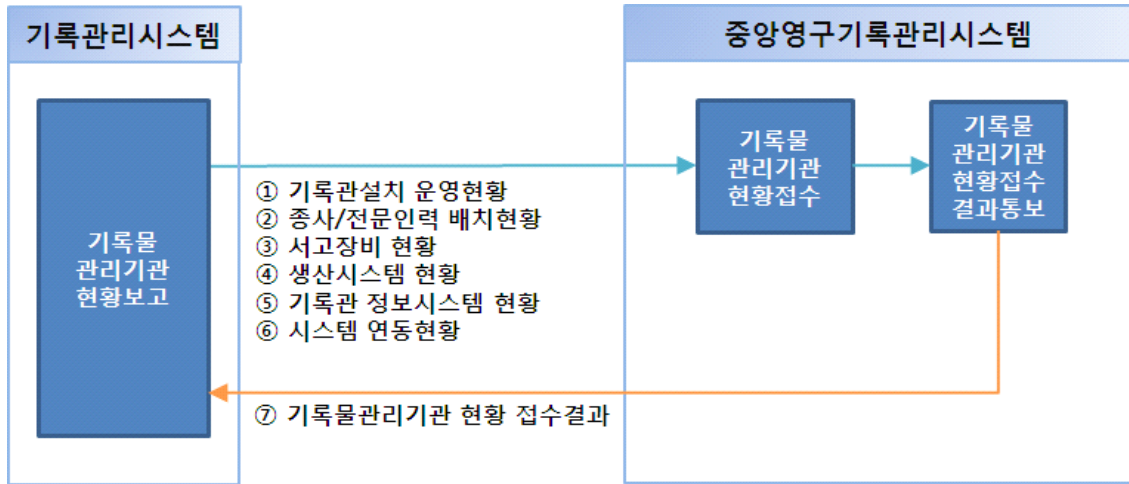 기록관리시스템
중앙영구기록관리시스템
기록물
관리기관
현황보고
① 기록관설치 운영현황
② 종사/전문인력 배치현황
③ 서고장비 현황
④ 생산시스템 현황
⑤ 기록관 정보시스템 현황
⑥ 시스템 연동현황
⑦ 기록물관리기관 현황 접수결과
기록물
관리기관
현황접수
기록물
관리기관
현황접수
결과통보